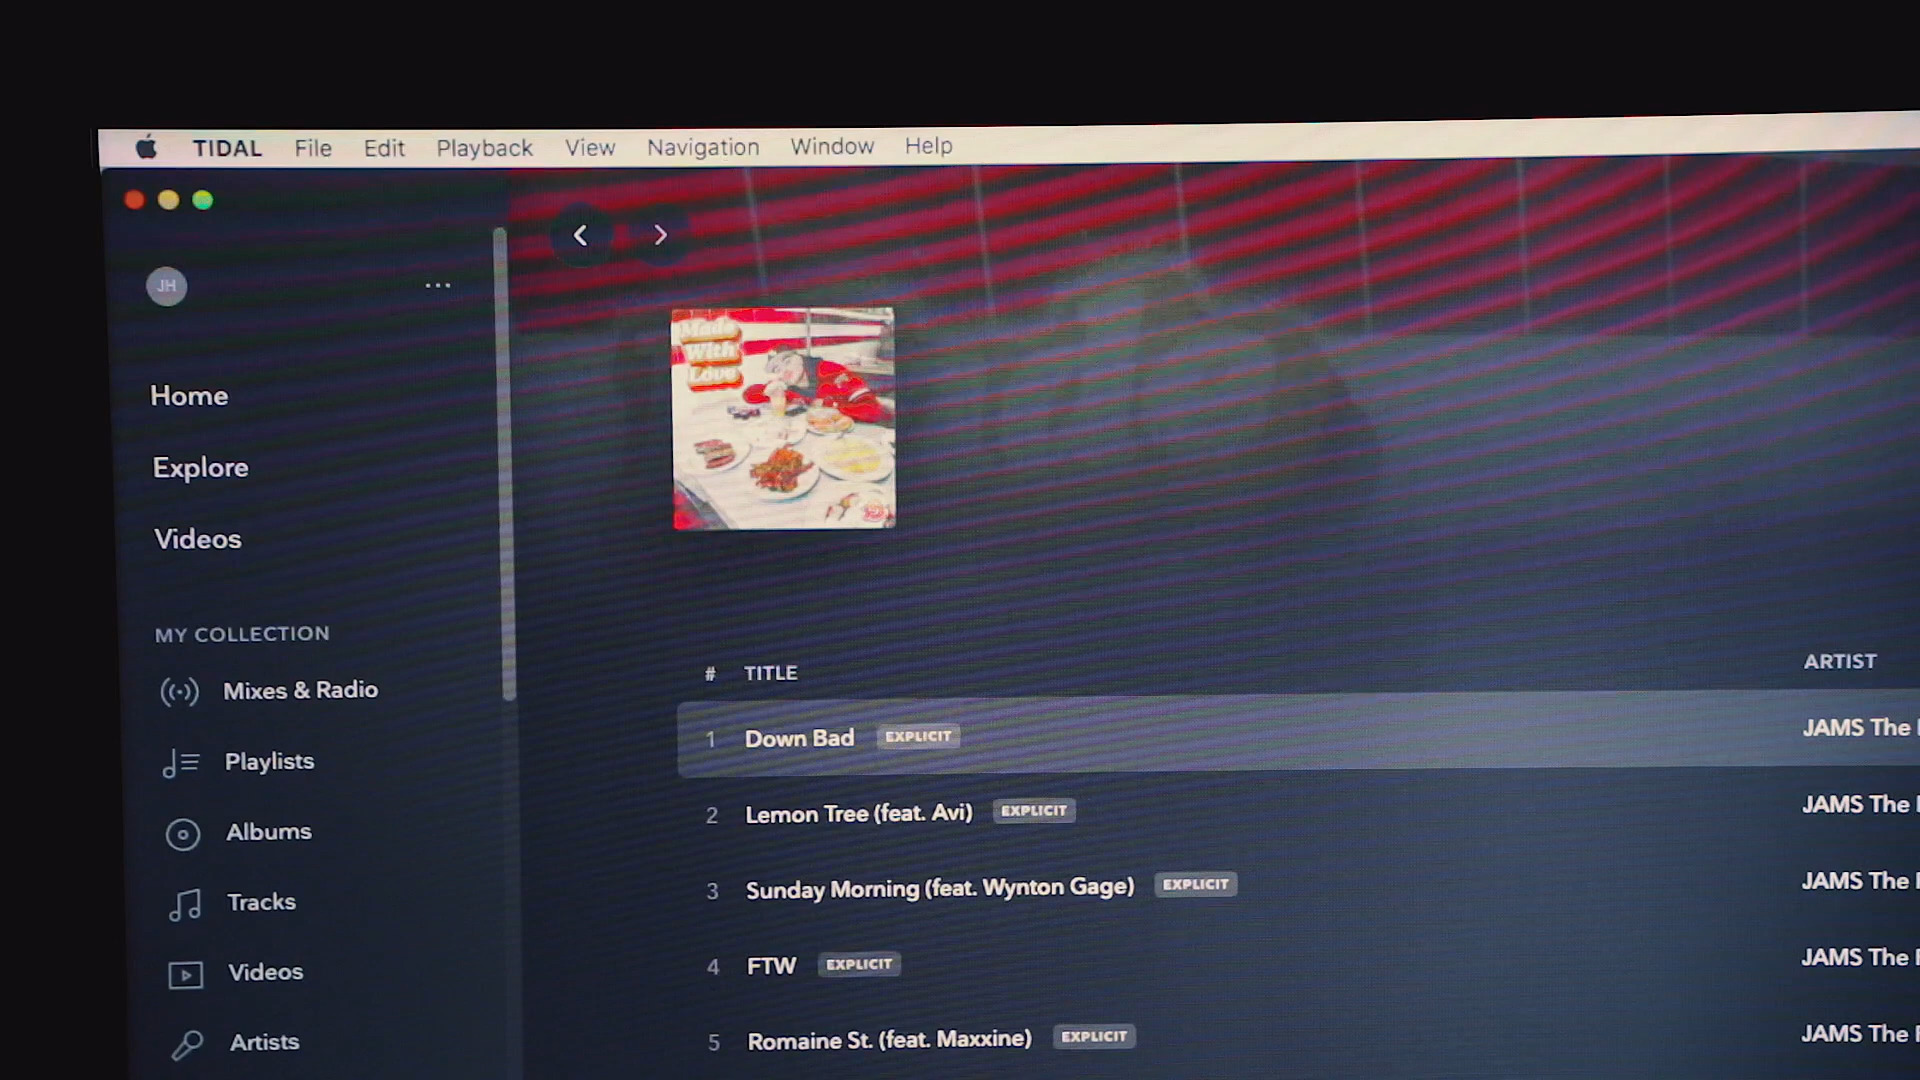 TIDAL File Edit Playback View Navigation Window Help
JH
Made
With
Love
Home
Explore
Videos
MY COLLECTION
Mixes & Radio
Playlists
Albums
Tracks
Videos
Artists
# TITLE ARTIST
1 Down Bad EXPLICIT JAMS The
2 Lemon Tree (feat. Avi) EXPLICIT JAMS The
3 Sunday Morning (feat. Wynton Gage) EXPLICIT JAMS The
4 FTW EXPLICIT JAMS The
5 Romaine St. (feat. Maxxine) EXPLICIT JAMS The